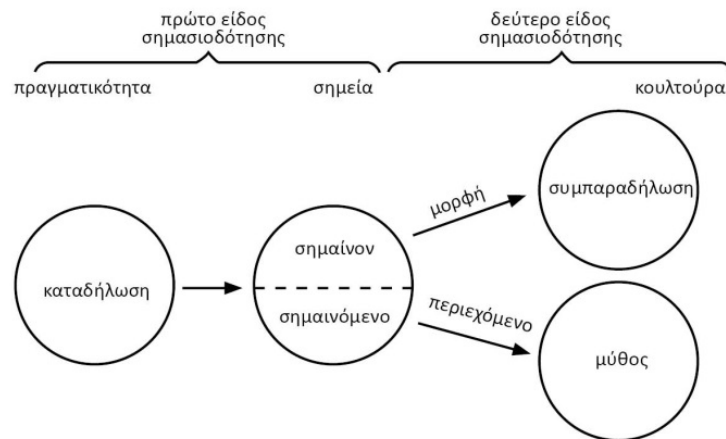 πρώτο είδος
σημασιοδότησης
δεύτερο είδος
σημασιοδότησης
πραγματικότητα
σημεία
κουλτούρα
συμπαραδήλωση
μορφή
σημαίνον
καταδήλωση
σημαινόμενο
περιεχόμενο
μύθος